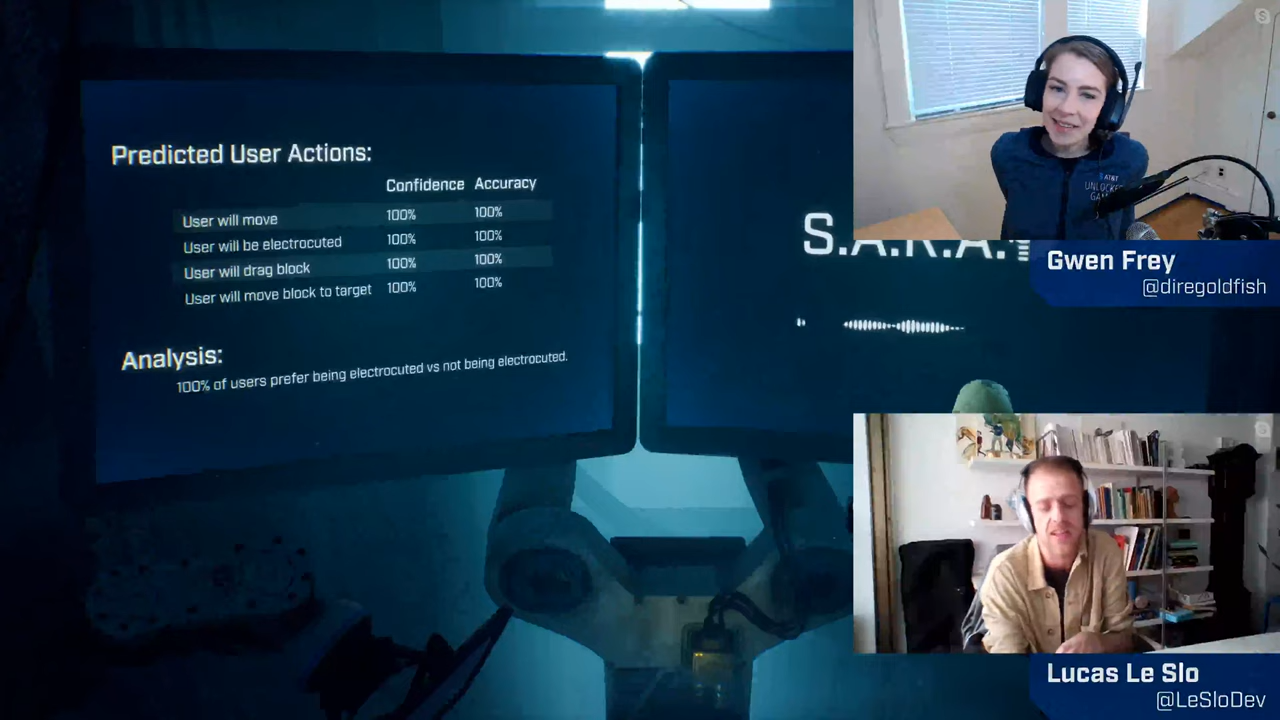 Predicted User Actions:
Confidence Accuracy
User will move 100% 100%
User will be electrocuted 100% 100%
User will drag block 100% 100%
User will move block to target 100% 100%
Analysis:
100% of users prefer being electrocuted vs not being electrocuted.
S.A.R.A.
AT&T
UNLOCKED
Gwen Frey
@diregoldfish
Lucas Le Slo
@LeSloDev